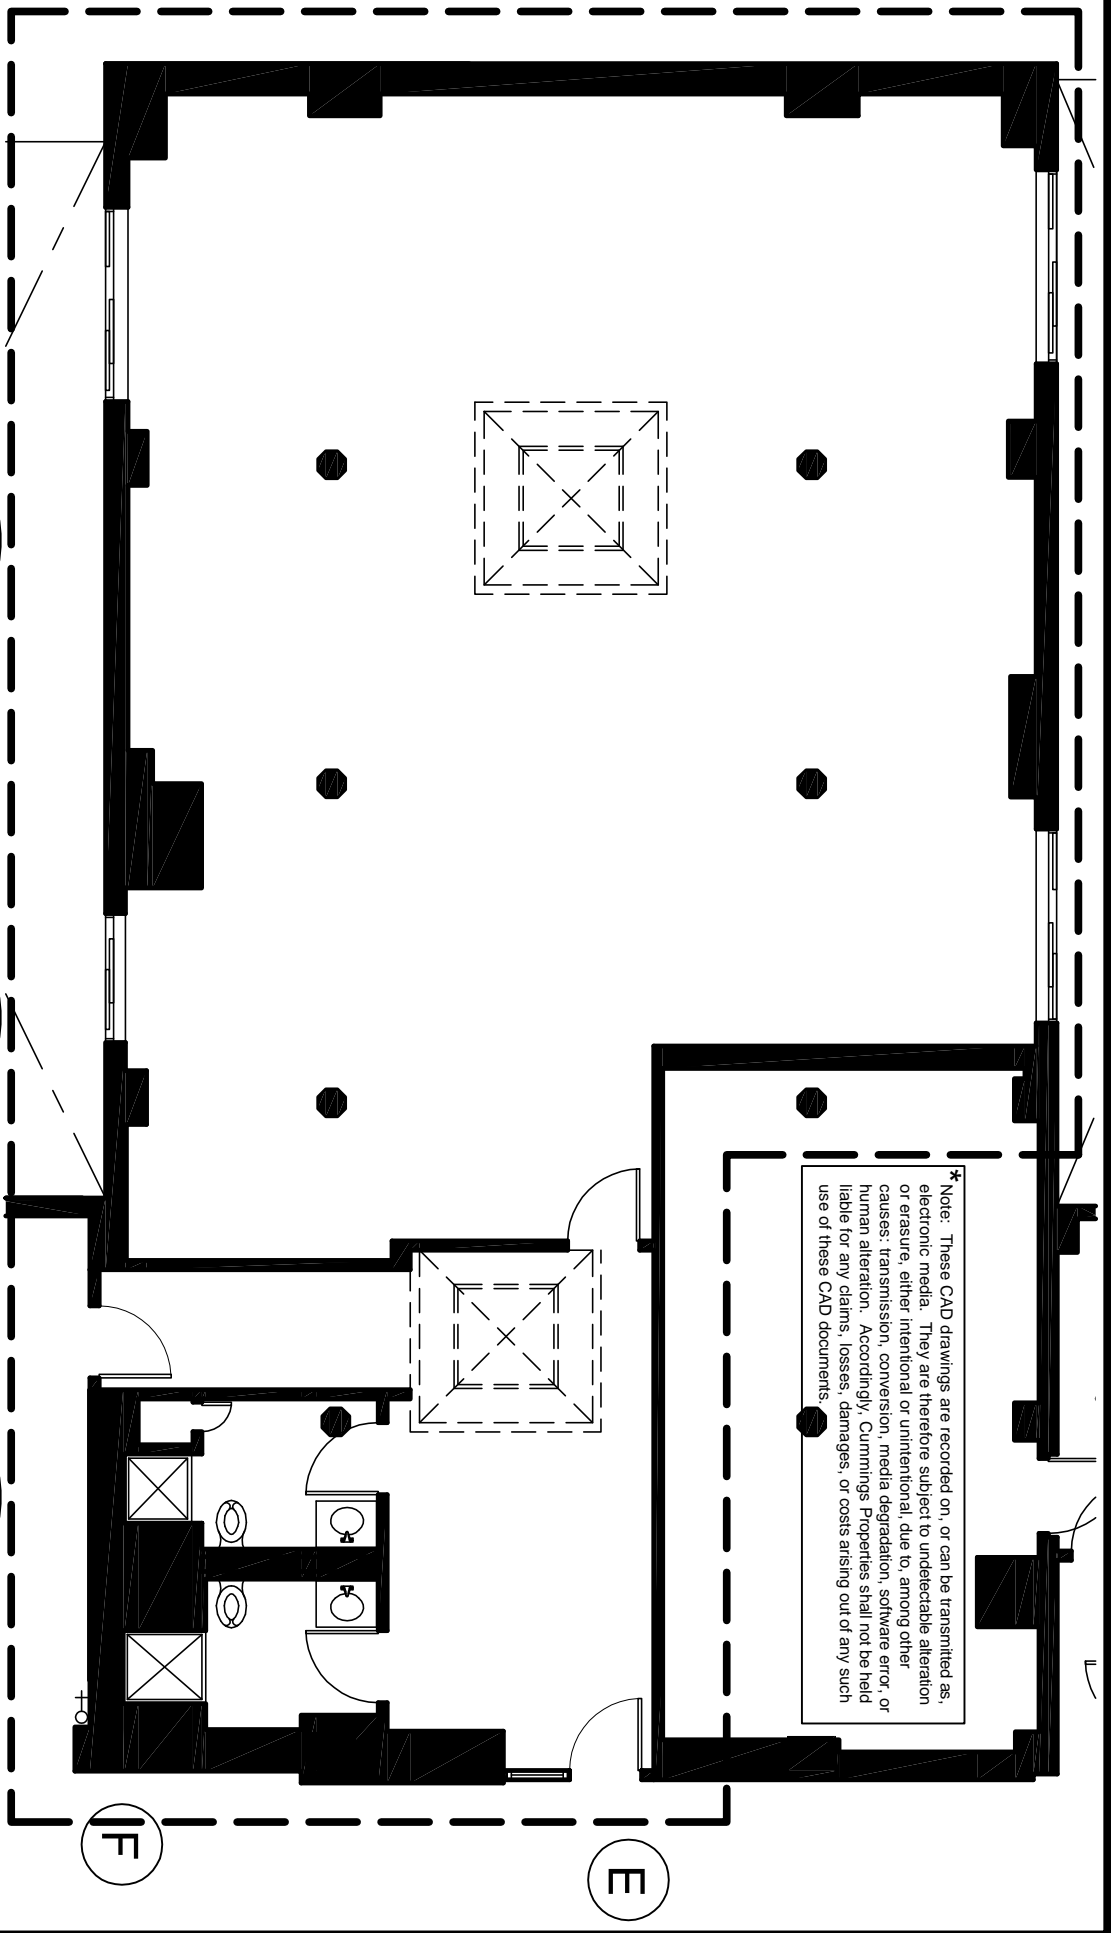 * Note: These CAD drawings are recorded on, or can be transmitted as,
electronic media. They are therefore subject to undetectable alteration
or erasure, either intentional or unintentional, due to, among other
causes: transmission, conversion, media degradation, software error, or
human alteration. Accordingly, Cummings Properties shall not be held
liable for any claims, losses, damages, or costs arising out of any such
use of these CAD documents.
E
F